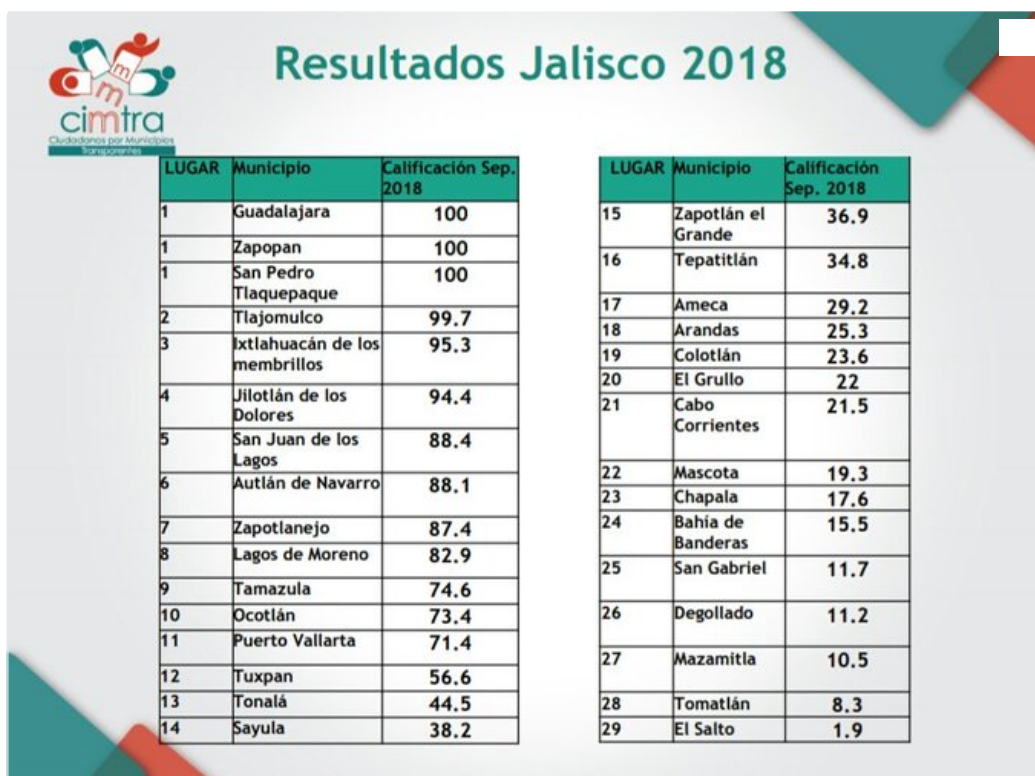 Resultados Jalisco 2018
m
m
cimtra
Ciudadanos por Municipios
Transparentes
LUGAR Municipio Calificación Sep.
2018
1 Guadalajara 100
1 Zapopan 100
1 San Pedro 100
Tlaquepaque
2 Tlajomulco 99.7
3 Ixtlahuacán de los 95.3
membrillos
4 Jilotlán de los 94.4
Dolores
5 San Juan de los 88.4
Lagos
6 Autlán de Navarro 88.1
7 Zapotlanejo 87.4
8 Lagos de Moreno 82.9
9 Tamazula 74.6
10 Ocotlán 73.4
11 Puerto Vallarta 71.4
12 Tuxpan 56.6
13 Tonalá 44.5
14 Sayula 38.2
LUGAR Municipio Calificación
Sep. 2018
15 Zapotlán el 36.9
Grande
16 Tepatitlán 34.8
17 Ameca 29.2
18 Arandas 25.3
19 Colotlán 23.6
20 El Grullo 22
21 Cabo 21.5
Corrientes
22 Mascota 19.3
23 Chapala 17.6
24 Bahía de 15.5
Banderas
25 San Gabriel 11.7
26 Degollado 11.2
27 Mazamitla 10.5
28 Tomatlán 8.3
29 El Salto 1.9